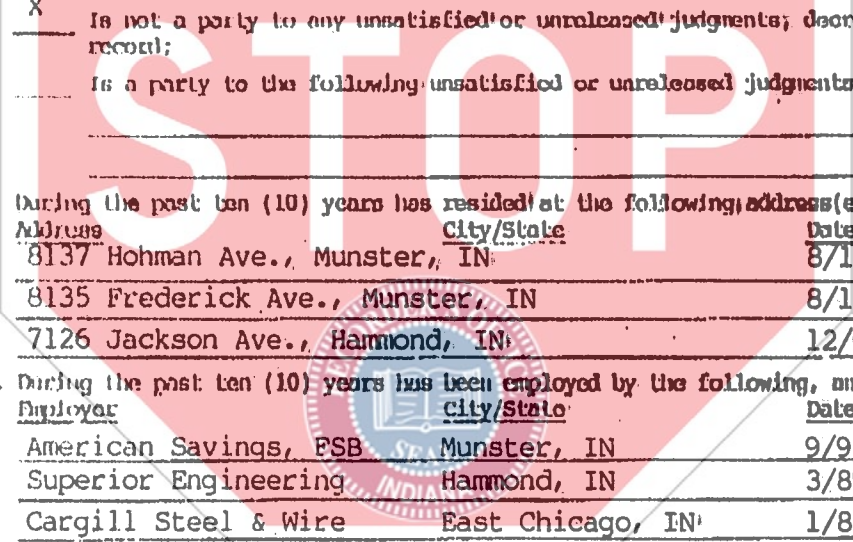 X
Is not a party to any unsatisfied or unreleased judgments; decr
record;
Is a party to the following unsatisfied or unreleased judgments
During the past ten (10) years has resided at the following address(e
Address City/State Date
8137 Hohman Ave., Munster, IN 8/1
8135 Frederick Ave., Munster, IN 8/1
7126 Jackson Ave., Hammond, IN 12/
During the past ten (10) years has been employed by the following, an
Employer City/State Date
American Savings, FSB Munster, IN 9/9
Superior Engineering Hammond, IN 3/8
Cargill Steel & Wire East Chicago, IN 1/8
STOP
SEAL
INDIANA